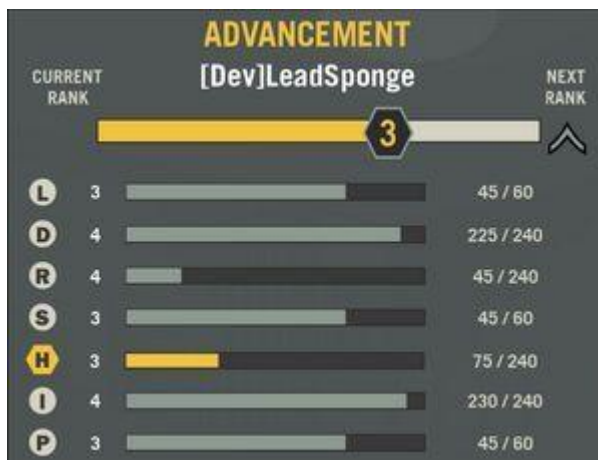 ADVANCEMENT
CURRENT RANK
[Dev]LeadSponge
NEXT RANK
3
L 3 45 / 60
D 4 225 / 240
R 4 45 / 240
S 3 45 / 60
H 3 75 / 240
I 4 230 / 240
P 3 45 / 60